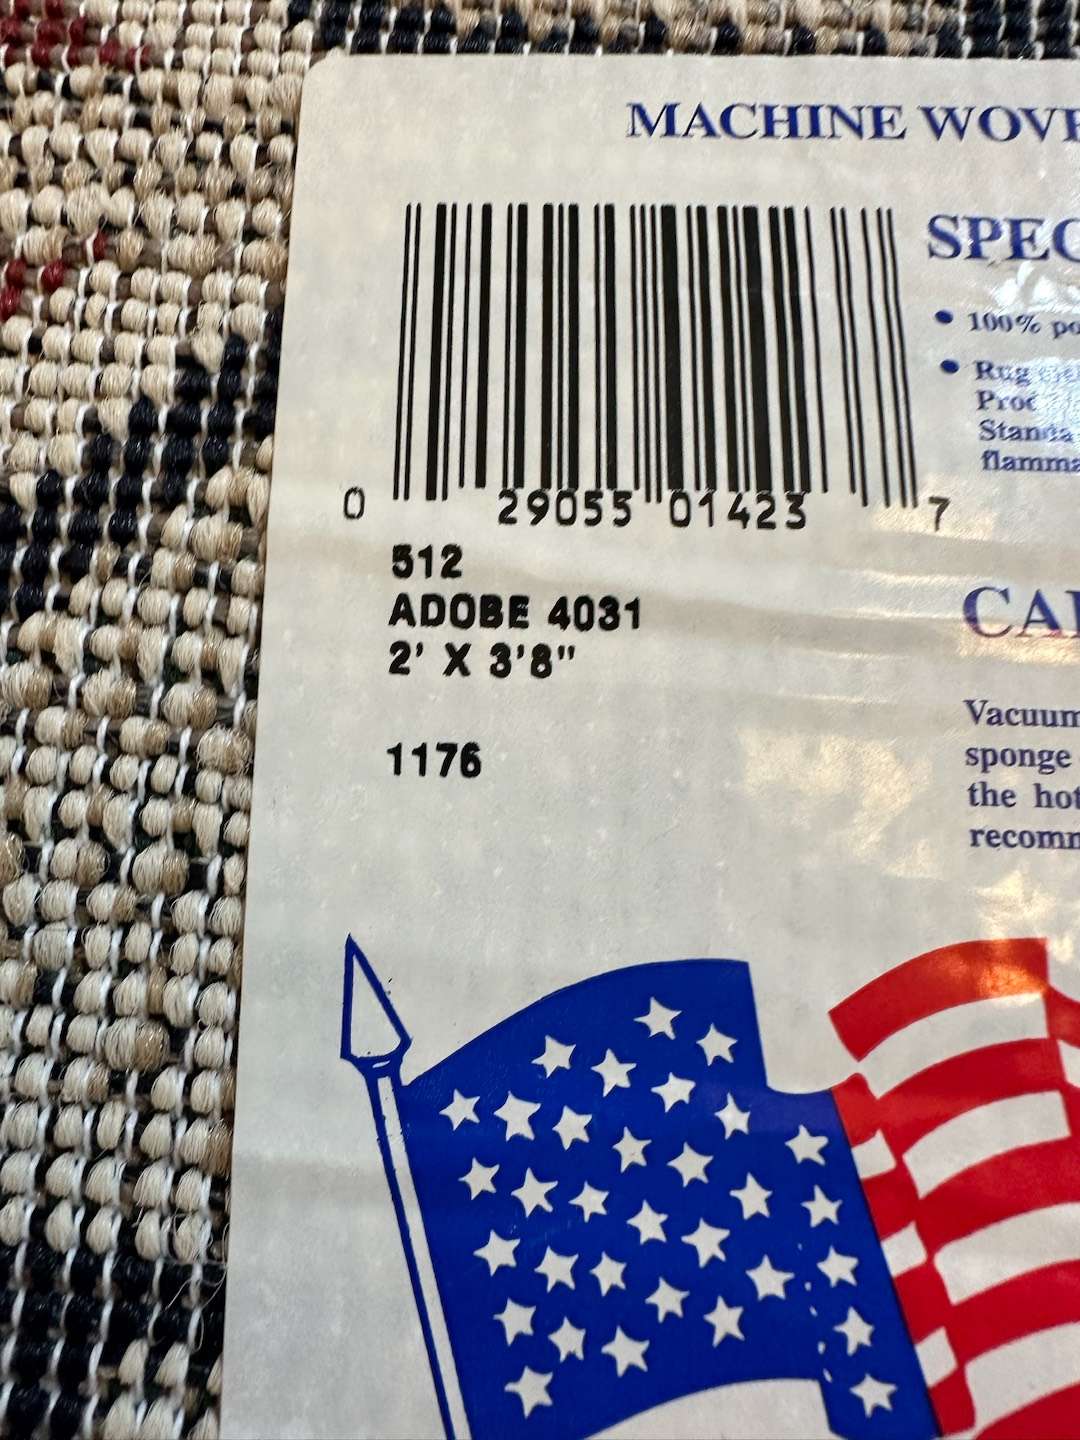 MACHINE WOVE
SPEC
• 100% po
• Rug
Prod
Standa
flamma
0 29055 01423 7
512
ADOBE 4031
2' X 3'8"
1176
CA
Vacuum
sponge
the hot
recomm